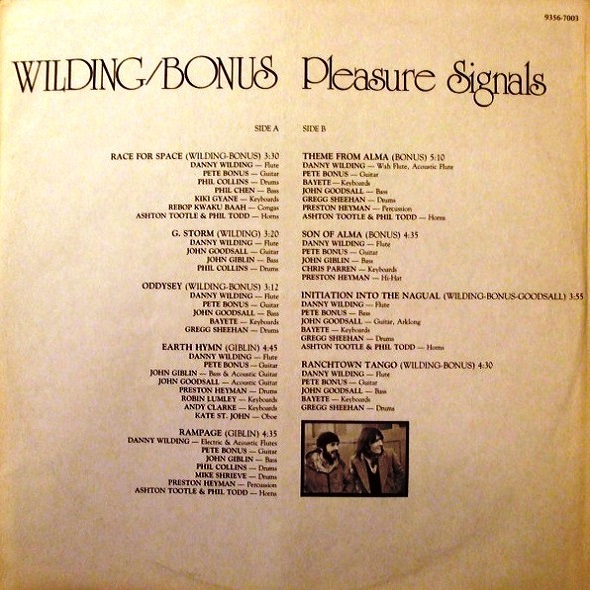 9356-7003
WILDING/BONUS Pleasure Signals
SIDE A
RACE FOR SPACE (WILDING-BONUS) 3:30
DANNY WILDING — Flute
PETE BONUS — Guitar
PHIL COLLINS — Drums
PHIL CHEN — Bass
KIKI GYANE — Keyboards
REBOP KWAKU BAAH — Congas
ASHTON TOOTLE & PHIL TODD — Horns
G. STORM (WILDING) 3:20
DANNY WILDING — Flute
JOHN GOODSALL — Guitar
JOHN GIBLIN — Bass
PHIL COLLINS — Drums
ODDYSEY (WILDING-BONUS) 3:12
DANNY WILDING — Flute
PETE BONUS — Guitar
JOHN GOODSALL — Bass
BAYETE — Keyboards
GREGG SHEEHAN — Drums
EARTH HYMN (GIBLIN) 4:45
DANNY WILDING — Flute
PETE BONUS — Guitar
JOHN GIBLIN — Bass & Acoustic Guitar
JOHN GOODSALL — Acoustic Guitar
PRESTON HEYMAN — Drums
ROBIN LUMLEY — Keyboards
ANDY CLARKE — Keyboards
KATE ST. JOHN — Oboe
RAMPAGE (GIBLIN) 4:35
DANNY WILDING — Electric & Acoustic Flutes
PETE BONUS — Guitar
JOHN GIBLIN — Bass
PHIL COLLINS — Drums
MIKE SHRIEVE — Drums
PRESTON HEYMAN — Percussion
ASHTON TOOTLE & PHIL TODD — Horns
SIDE B
THEME FROM ALMA (BONUS) 5:10
DANNY WILDING — Wah Flute, Acoustic Flute
PETE BONUS — Guitar
BAYETE — Keyboards
JOHN GOODSALL — Bass
GREGG SHEEHAN — Drums
PRESTON HEYMAN — Percussion
ASHTON TOOTLE & PHIL TODD — Horns
SON OF ALMA (BONUS) 4:35
DANNY WILDING — Flute
PETE BONUS — Guitar
JOHN GIBLIN — Bass
CHRIS PARREN — Keyboards
PRESTON HEYMAN — Hi-Hat
INITIATION INTO THE NAGUAL (WILDING-BONUS-GOODSALL) 3:55
DANNY WILDING — Flute
PETE BONUS — Bass
JOHN GOODSALL — Guitar, Arklong
BAYETE — Keyboards
GREGG SHEEHAN — Drums
ASHTON TOOTLE & PHIL TODD — Horns
RANCHTOWN TANGO (WILDING-BONUS) 4:30
DANNY WILDING — Flute
PETE BONUS — Guitar
JOHN GOODSALL — Bass
BAYETE — Keyboards
GREGG SHEEHAN — Drums